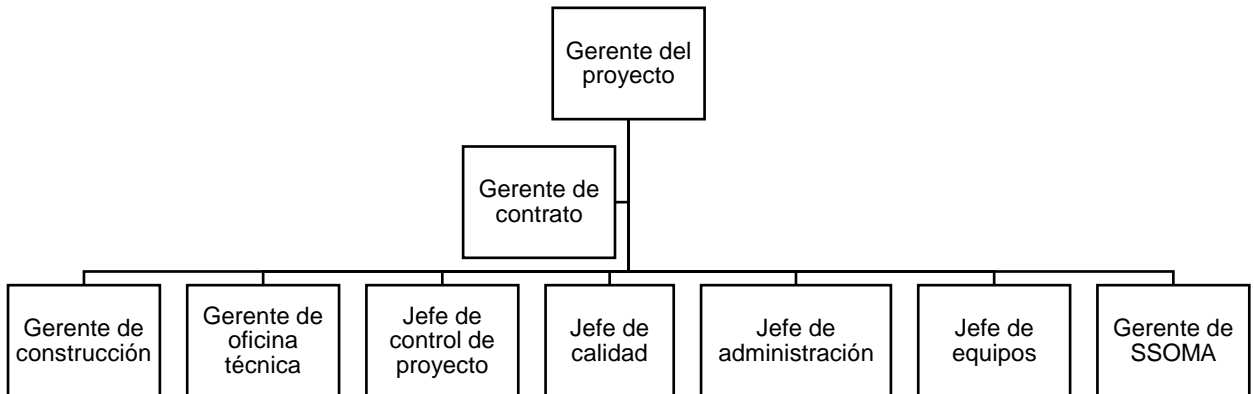 Gerente del
proyecto
Gerente de
contrato
Gerente de
construcción
Gerente de
oficina
técnica
Jefe de
control de
proyecto
Jefe de
calidad
Jefe de
administración
Jefe de
equipos
Gerente de
SSOMA